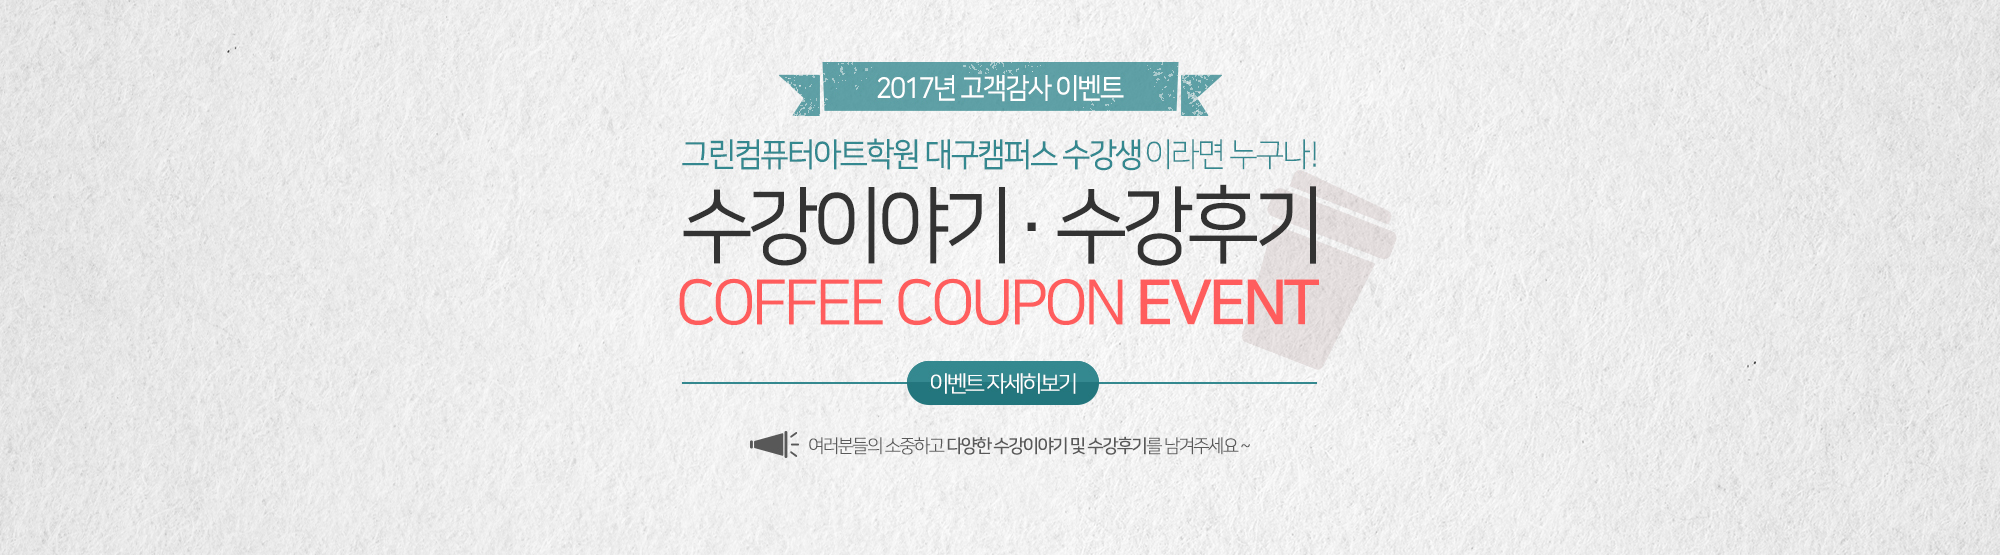 2017년 고객감사 이벤트
그린컴퓨터아트학원 대구캠퍼스 수강생이라면 누구나!
수강이야기 · 수강후기
COFFEE COUPON EVENT
이벤트 자세히보기
여러분들의 소중하고 다양한 수강이야기 및 수강후기를 남겨주세요 ~